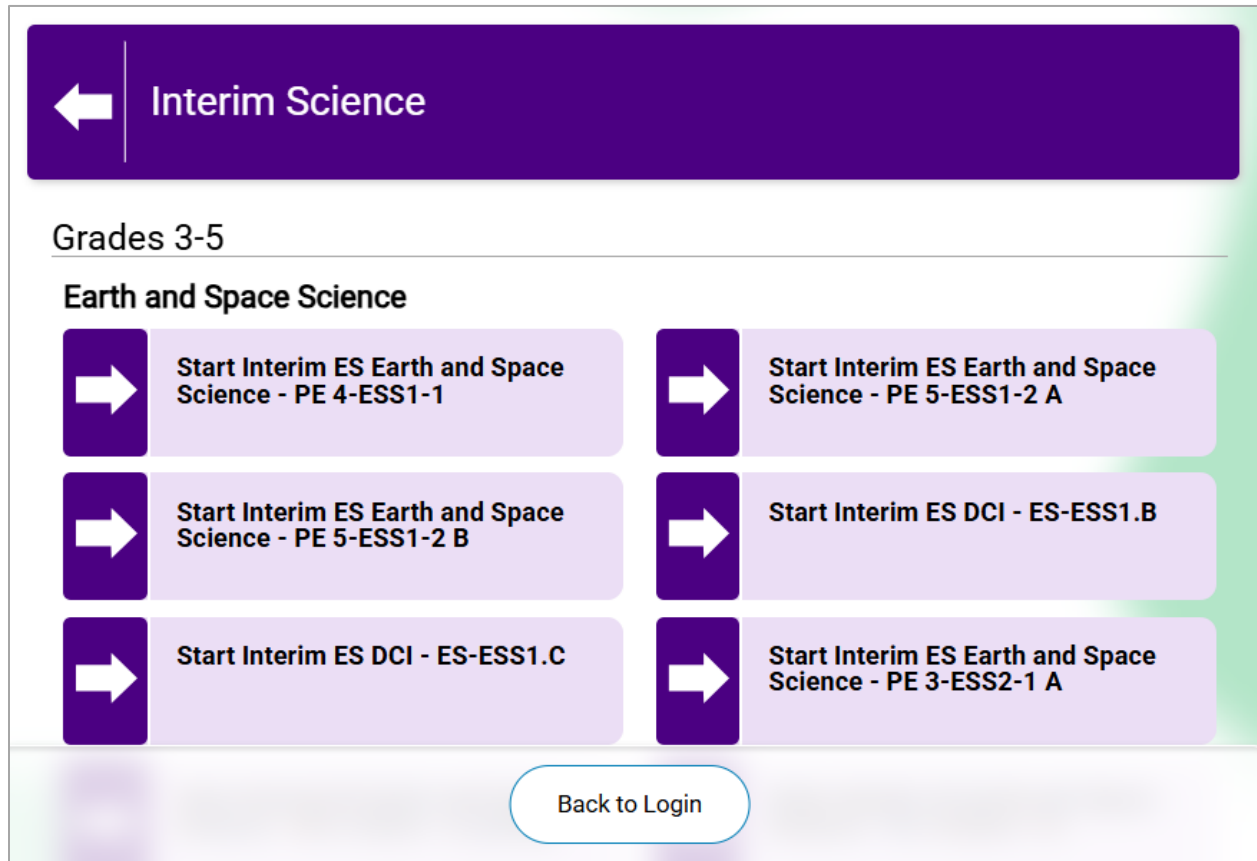 Interim Science
Grades 3-5
Earth and Space Science
Start Interim ES Earth and Space
Science - PE 4-ESS1-1
Start Interim ES Earth and Space
Science - PE 5-ESS1-2 A
Start Interim ES Earth and Space
Science - PE 5-ESS1-2 B
Start Interim ES DCI - ES-ESS1.B
Start Interim ES DCI - ES-ESS1.C
Start Interim ES Earth and Space
Science - PE 3-ESS2-1 A
Back to Login